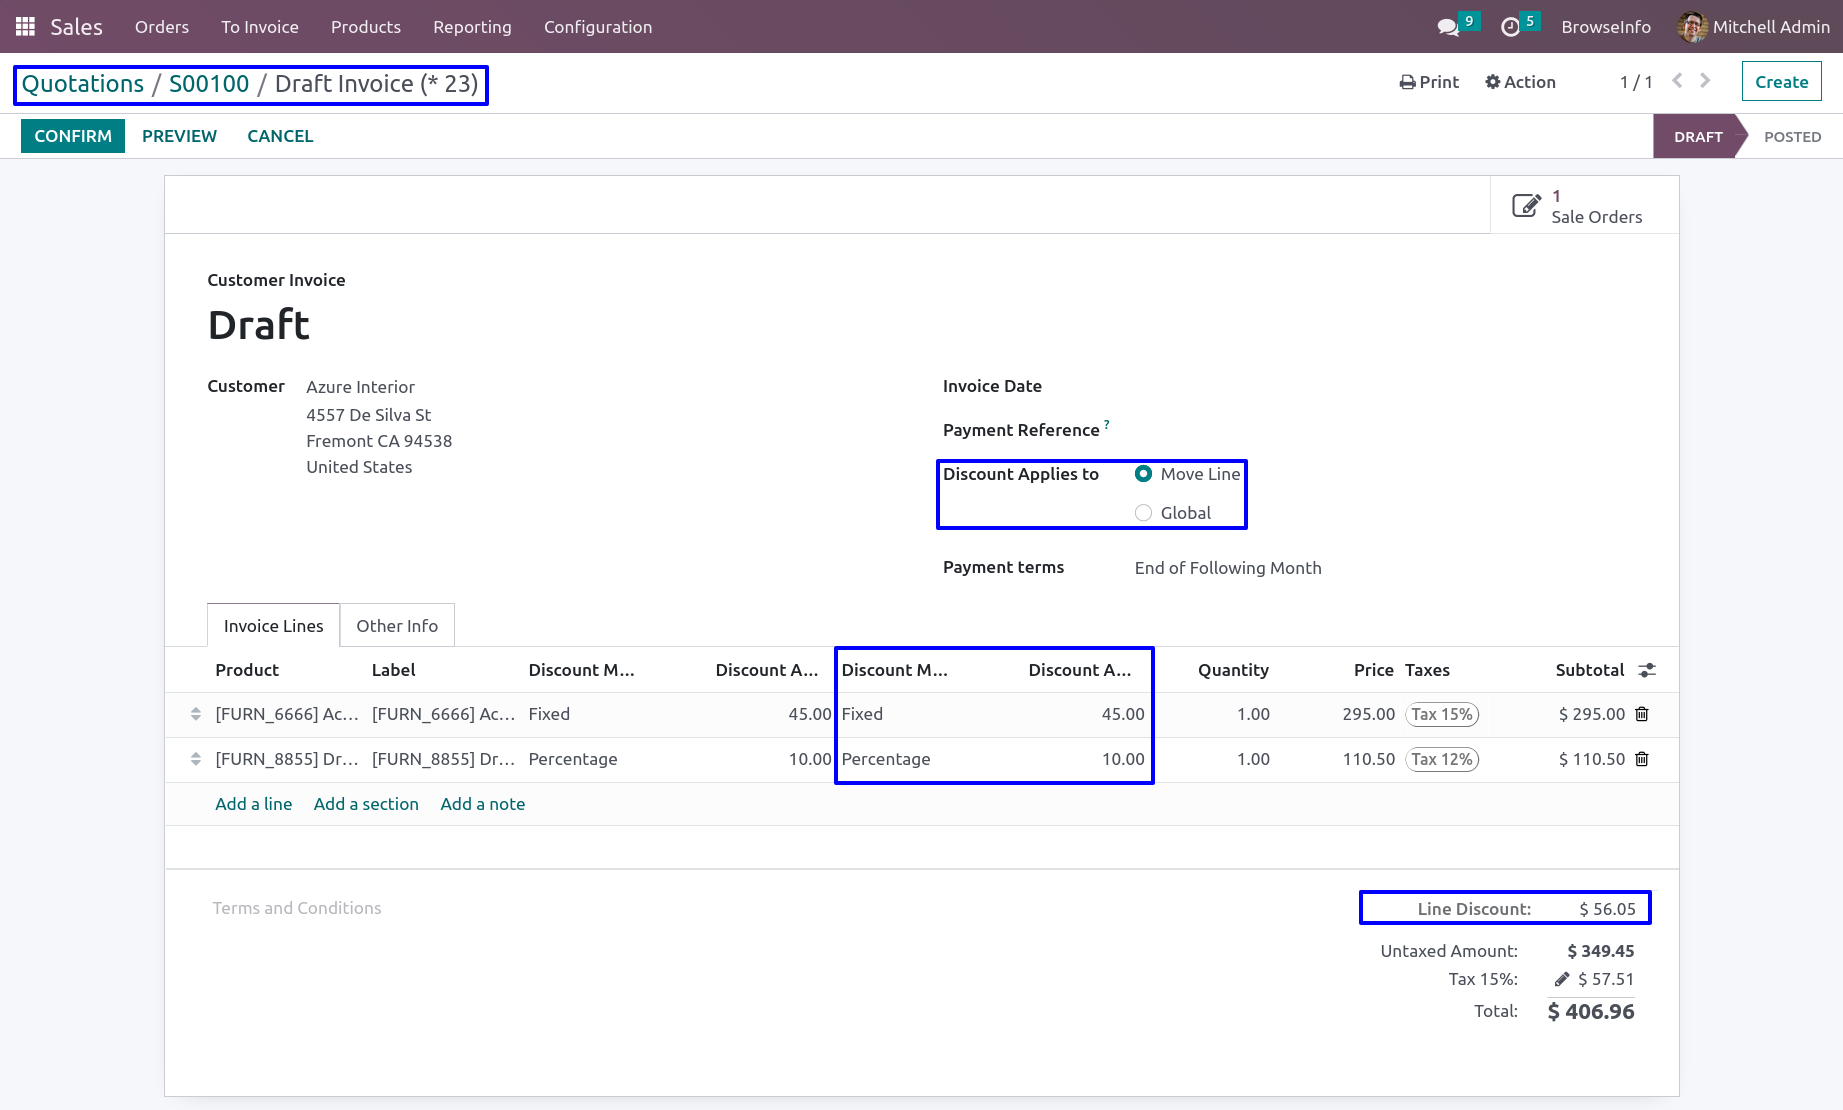 Sales Orders To Invoice Products Reporting Configuration 9 5 BrowseInfo Mitchell Admin
Quotations / S00100 / Draft Invoice (* 23) Print Action 1 / 1 Create
CONFIRM PREVIEW CANCEL DRAFT POSTED
1
Sale Orders
Customer Invoice
Draft
Customer Azure Interior
4557 De Silva St
Fremont CA 94538
United States
Invoice Date
Payment Reference ?
Discount Applies to Move Line
Global
Payment terms End of Following Month
Invoice Lines Other Info
Product Label Discount M... Discount A... Discount M... Discount A... Quantity Price Taxes Subtotal
[FURN_6666] Ac... [FURN_6666] Ac... Fixed 45.00 Fixed 45.00 1.00 295.00 Tax 15% $ 295.00
[FURN_8855] Dr... [FURN_8855] Dr... Percentage 10.00 Percentage 10.00 1.00 110.50 Tax 12% $ 110.50
Add a line Add a section Add a note
Terms and Conditions
Line Discount: $ 56.05
Untaxed Amount: $ 349.45
Tax 15%: $ 57.51
Total: $ 406.96